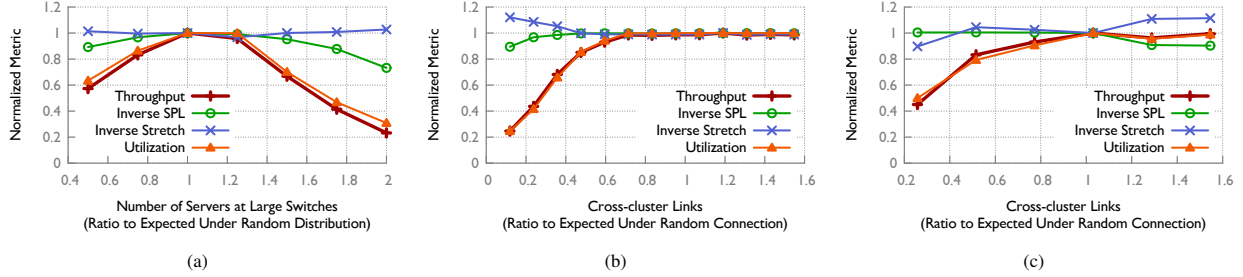 1.2
1
0.8
0.6
0.4
0.2
0
Normalized Metric
Throughput
Inverse SPL
Inverse Stretch
Utilization
0.4 0.6 0.8 1 1.2 1.4 1.6 1.8 2
Number of Servers at Large Switches
(Ratio to Expected Under Random Distribution)
(a)
1.2
1
0.8
0.6
0.4
0.2
0
Normalized Metric
Throughput
Inverse SPL
Inverse Stretch
Utilization
0 0.2 0.4 0.6 0.8 1 1.2 1.4 1.6
Cross-cluster Links
(Ratio to Expected Under Random Connection)
(b)
1.2
1
0.8
0.6
0.4
0.2
0
Normalized Metric
Throughput
Inverse SPL
Inverse Stretch
Utilization
0.2 0.4 0.6 0.8 1 1.2 1.4 1.6
Cross-cluster Links
(Ratio to Expected Under Random Connection)
(c)